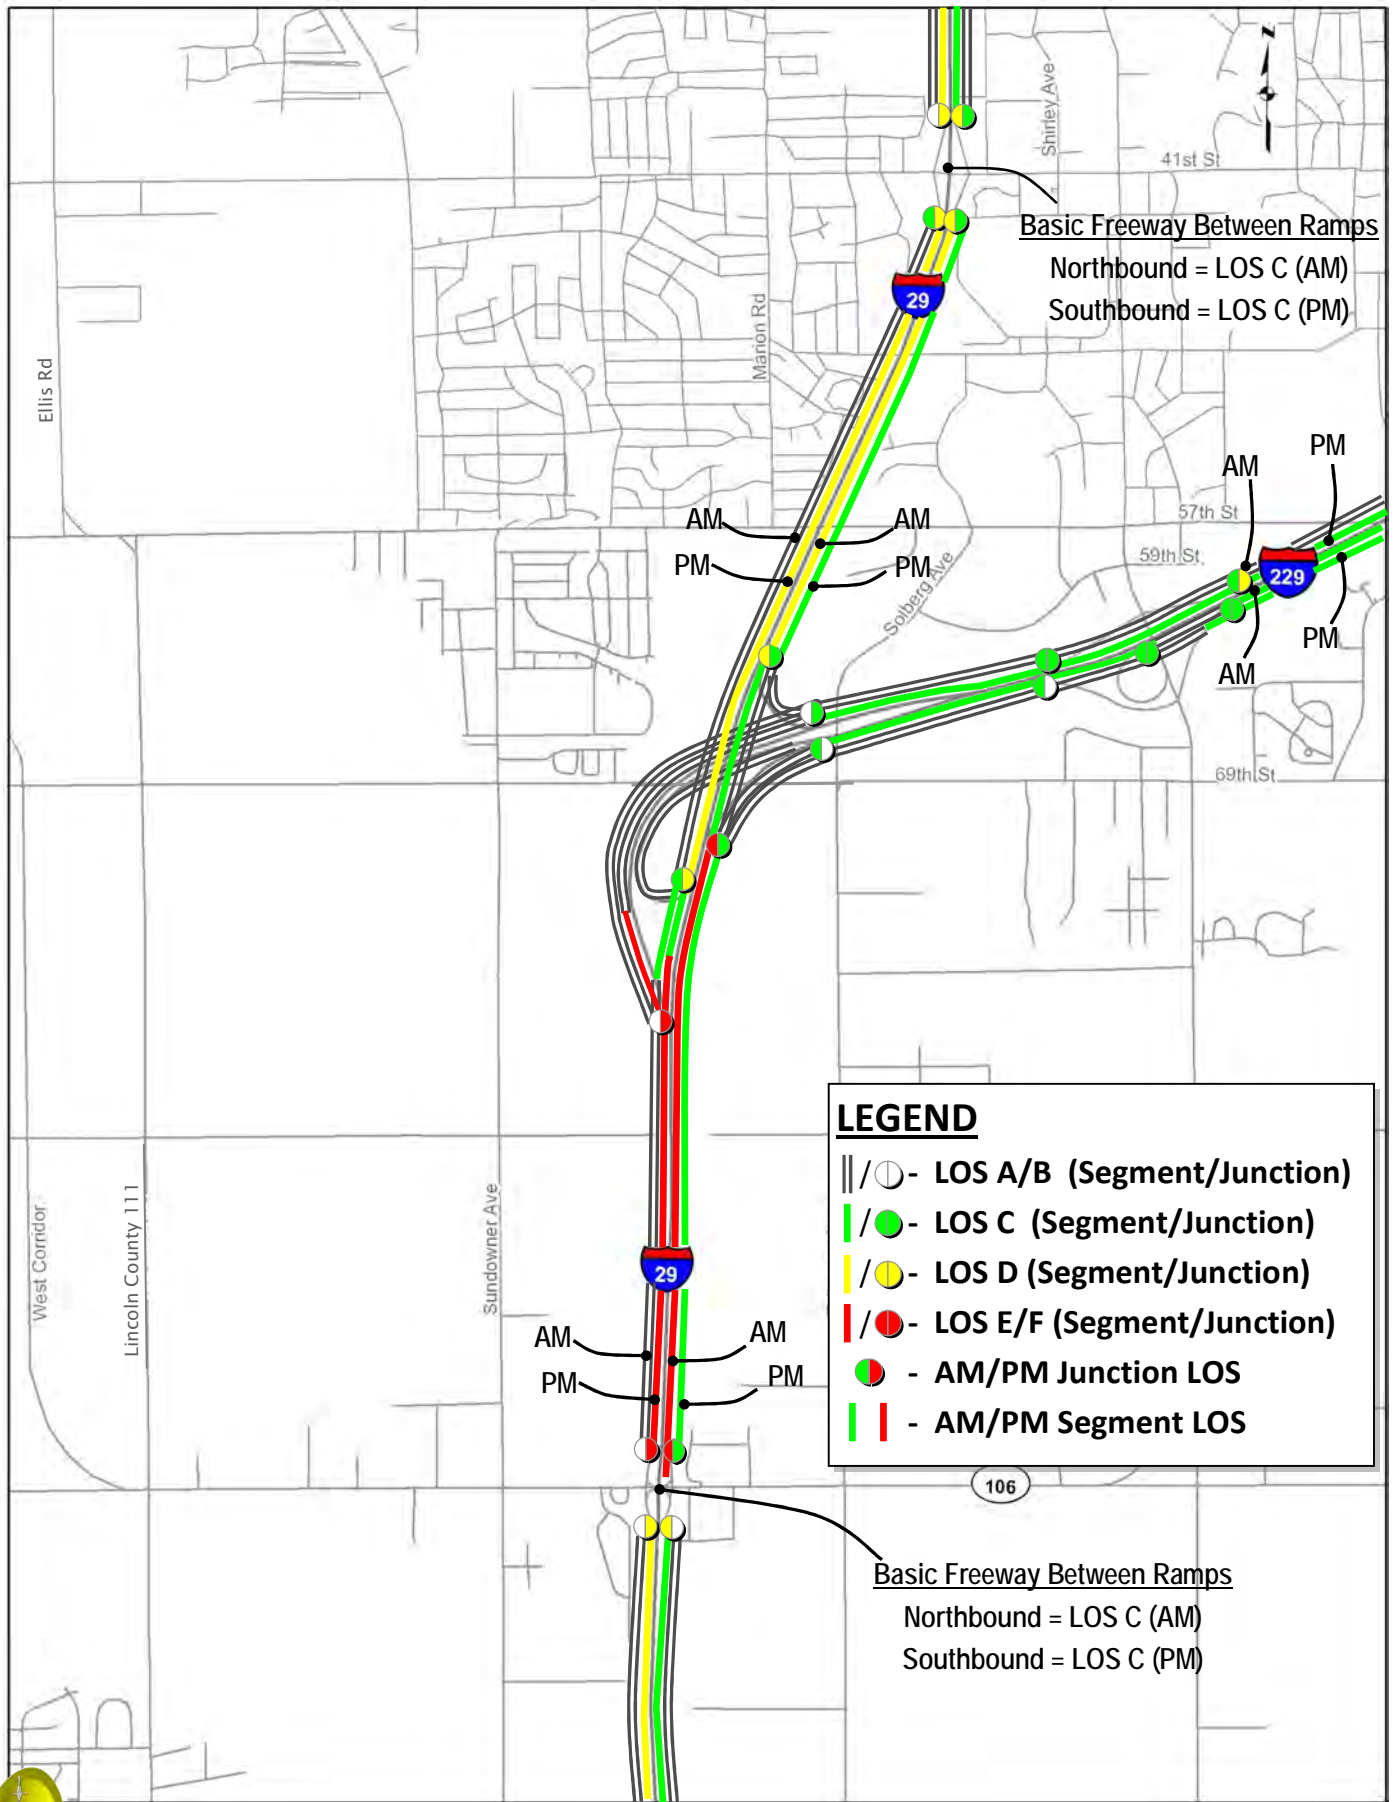 Z
Shirley Ave
41st St
Basic Freeway Between Ramps
Northbound = LOS C (AM)
Southbound = LOS C (PM)
29
Marion Rd
Ellis Rd
PM
AM
57th St
AM
AM
59th St
229
PM
PM
Solberg Ave
PM
AM
69th St
LEGEND
/ - LOS A/B (Segment/Junction)
/ - LOS C (Segment/Junction)
/ - LOS D (Segment/Junction)
/ - LOS E/F (Segment/Junction)
- AM/PM Junction LOS
- AM/PM Segment LOS
West Corridor
Lincoln County 111
Sundowner Ave
29
AM
AM
PM
PM
106
Basic Freeway Between Ramps
Northbound = LOS C (AM)
Southbound = LOS C (PM)